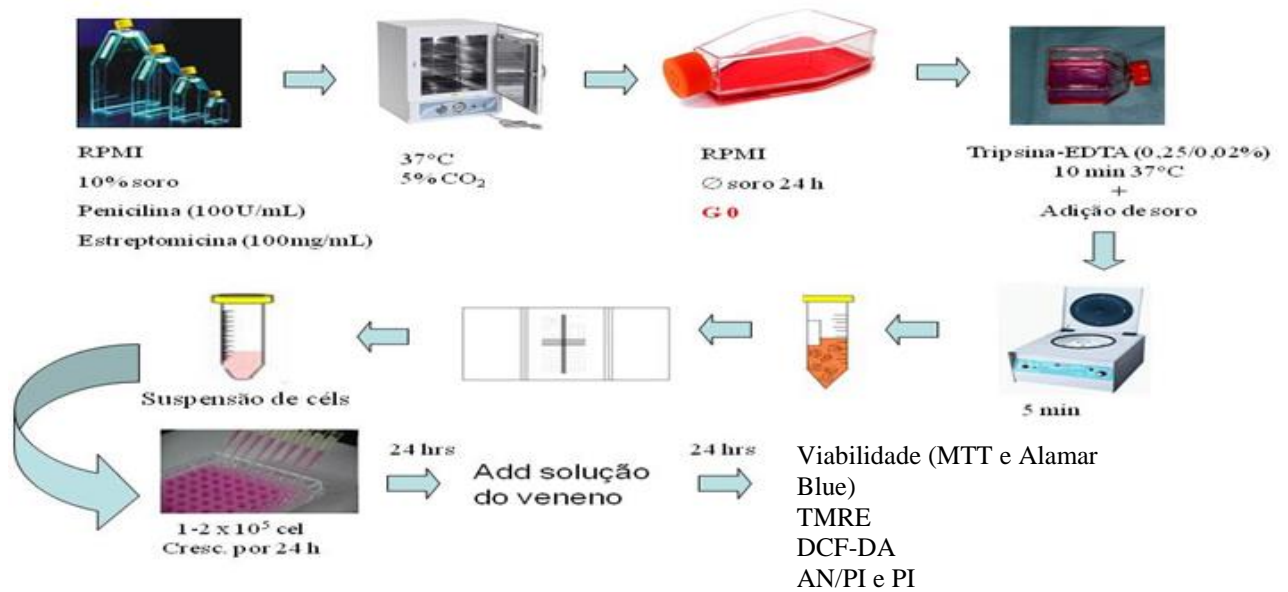 RPMI
10% soro
Penicilina (100U/mL)
Estreptomicina (100mg/mL)
37°C
5% CO₂
RPMI
∅ soro 24 h
G 0
Tripsina-EDTA (0,25/0,02%)
10 min 37°C
+
Adição de soro
5 min
Suspensão de céls
1-2 x 10⁵ cel
Cresc. por 24 h
24 hrs
Add solução
do veneno
24 hrs
Viabilidade (MTT e Alamar
Blue)
TMRE
DCF-DA
AN/PI e PI